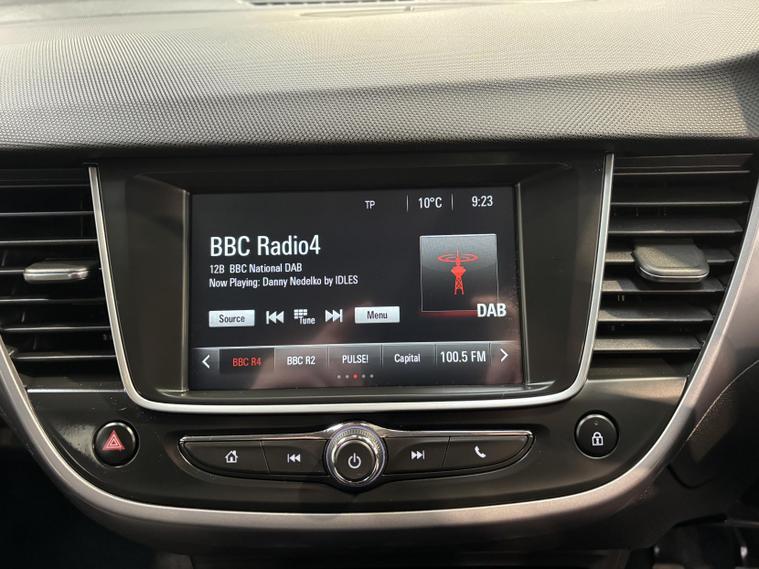 TP 10°C 9:23
BBC Radio4
12B BBC National DAB
Now Playing: Danny Nedelko by IDLES
DAB
Source Tune Menu
BBC R4 BBC R2 PULSE! Capital 100.5 FM